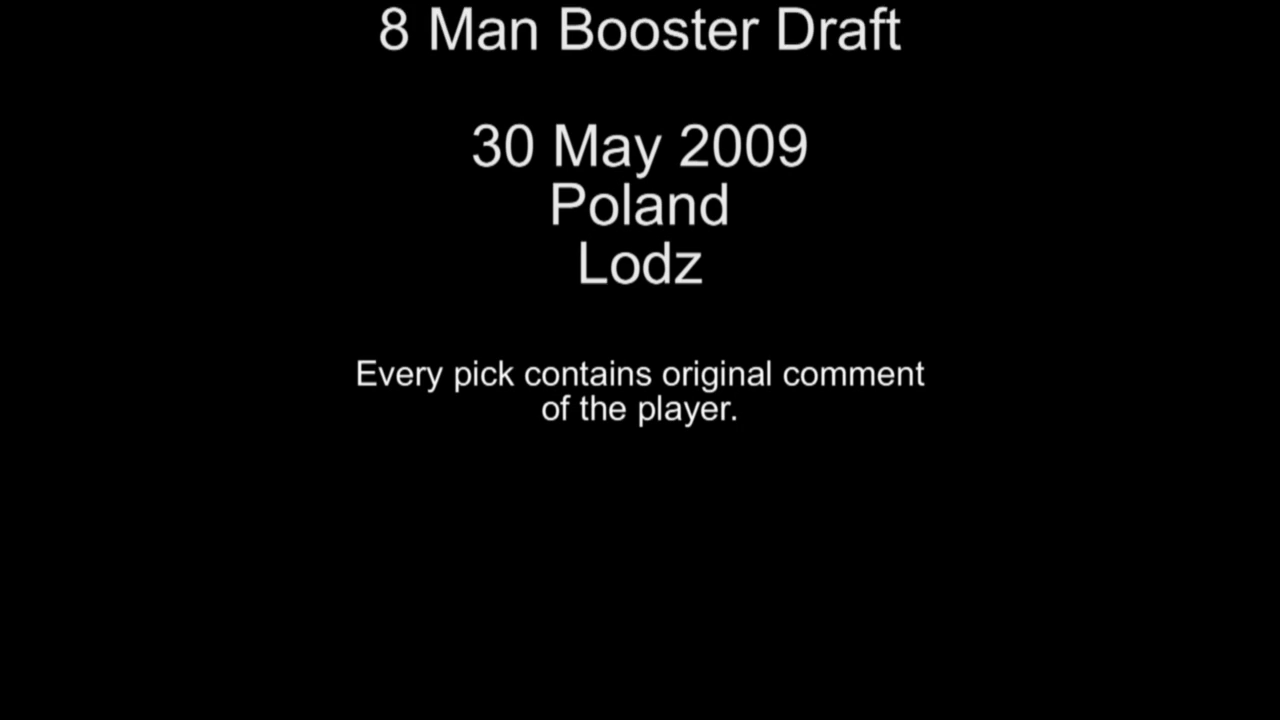 8 Man Booster Draft
30 May 2009
Poland
Lodz
Every pick contains original comment
of the player.